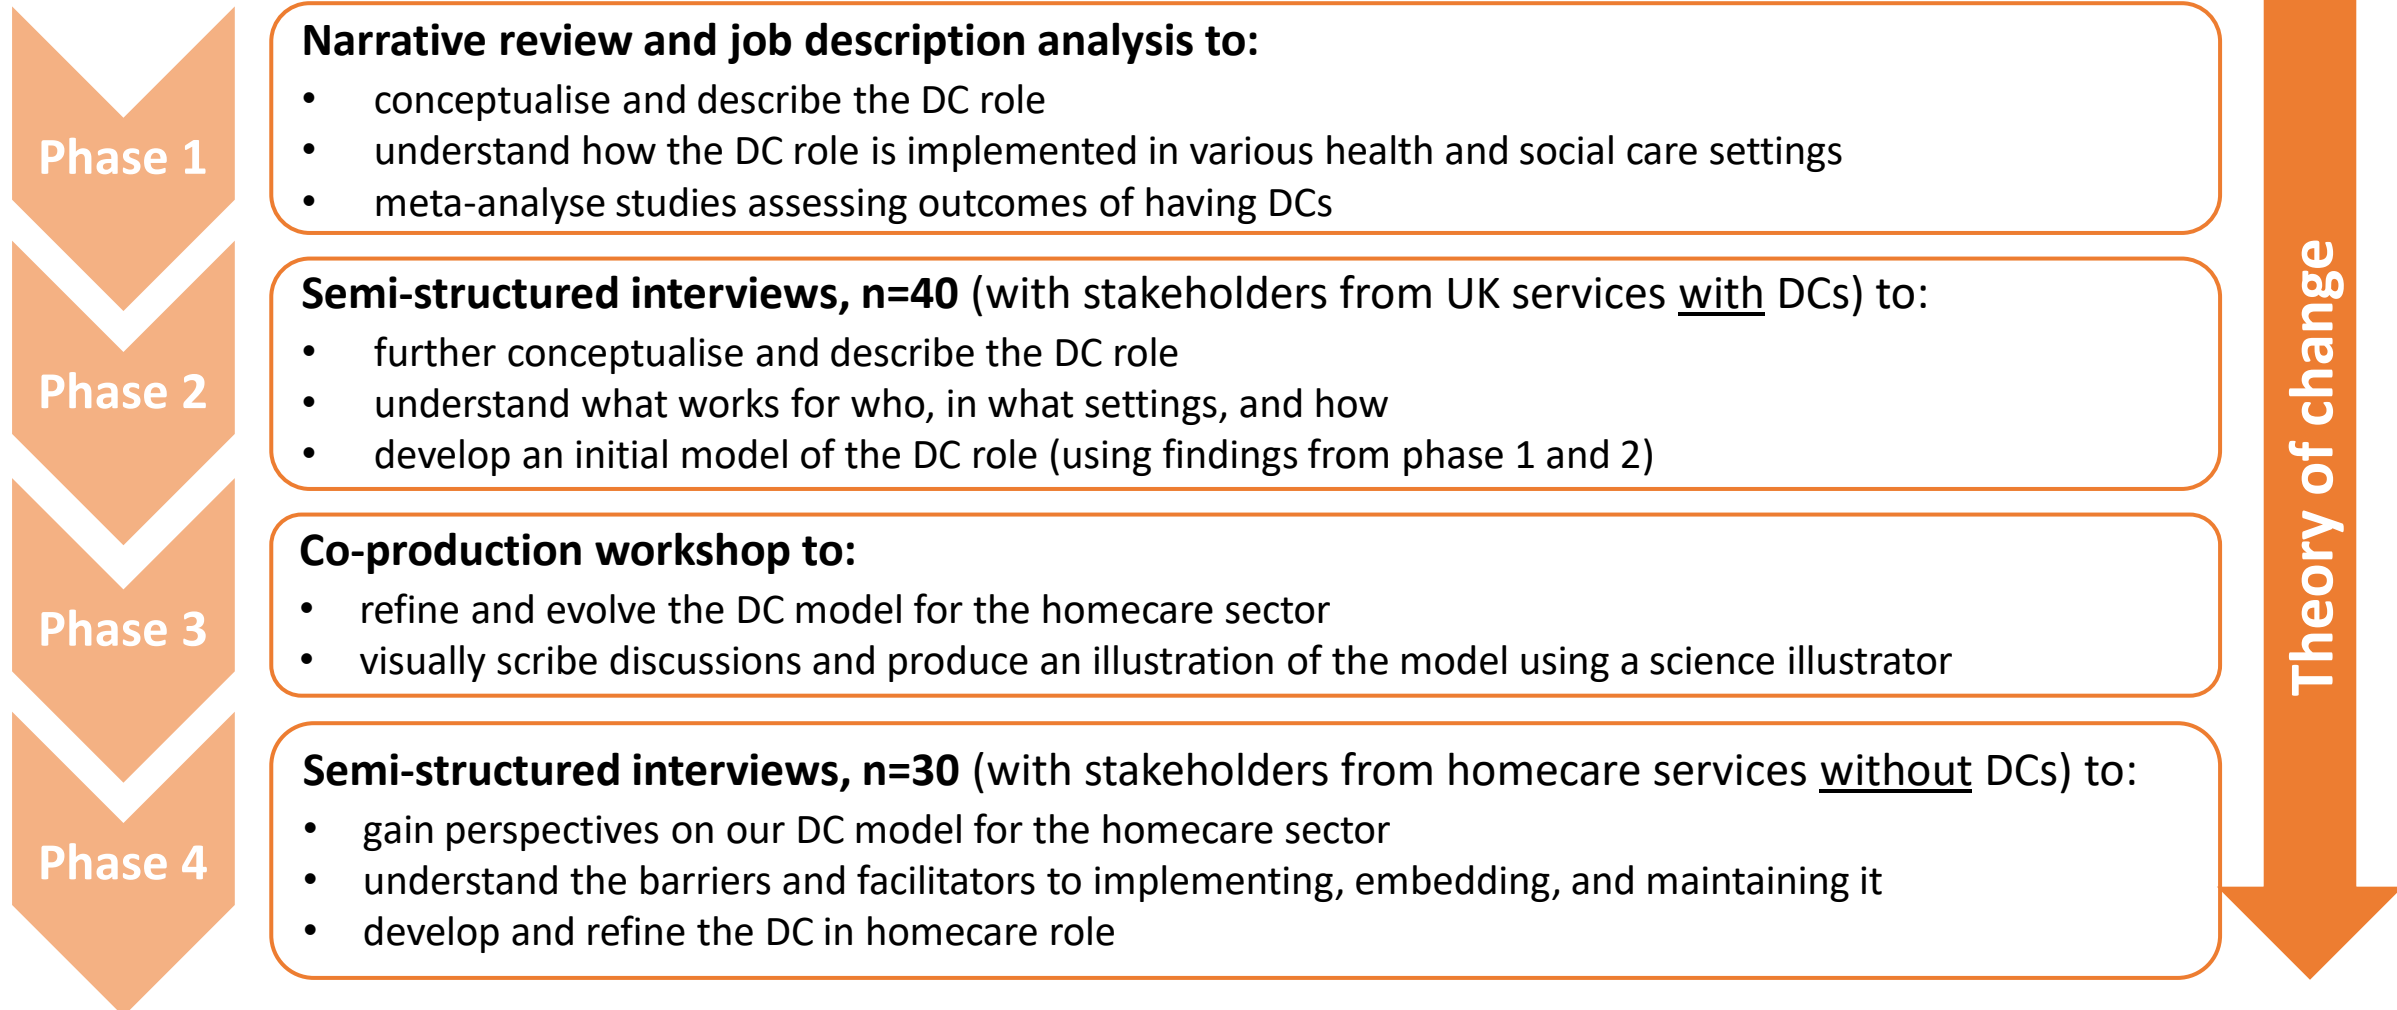 Phase 1
Narrative review and job description analysis to:
• conceptualise and describe the DC role
• understand how the DC role is implemented in various health and social care settings
• meta-analyse studies assessing outcomes of having DCs
Phase 2
Semi-structured interviews, n=40 (with stakeholders from UK services with DCs) to:
• further conceptualise and describe the DC role
• understand what works for who, in what settings, and how
• develop an initial model of the DC role (using findings from phase 1 and 2)
Phase 3
Co-production workshop to:
• refine and evolve the DC model for the homecare sector
• visually scribe discussions and produce an illustration of the model using a science illustrator
Phase 4
Semi-structured interviews, n=30 (with stakeholders from homecare services without DCs) to:
• gain perspectives on our DC model for the homecare sector
• understand the barriers and facilitators to implementing, embedding, and maintaining it
• develop and refine the DC in homecare role
Theory of change